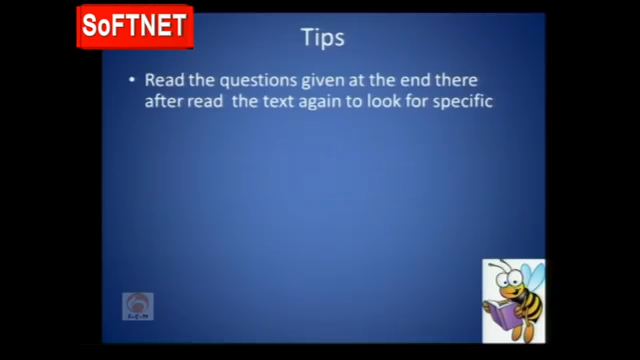 SoFTNET
Tips
• Read the questions given at the end there
after read the text again to look for specific